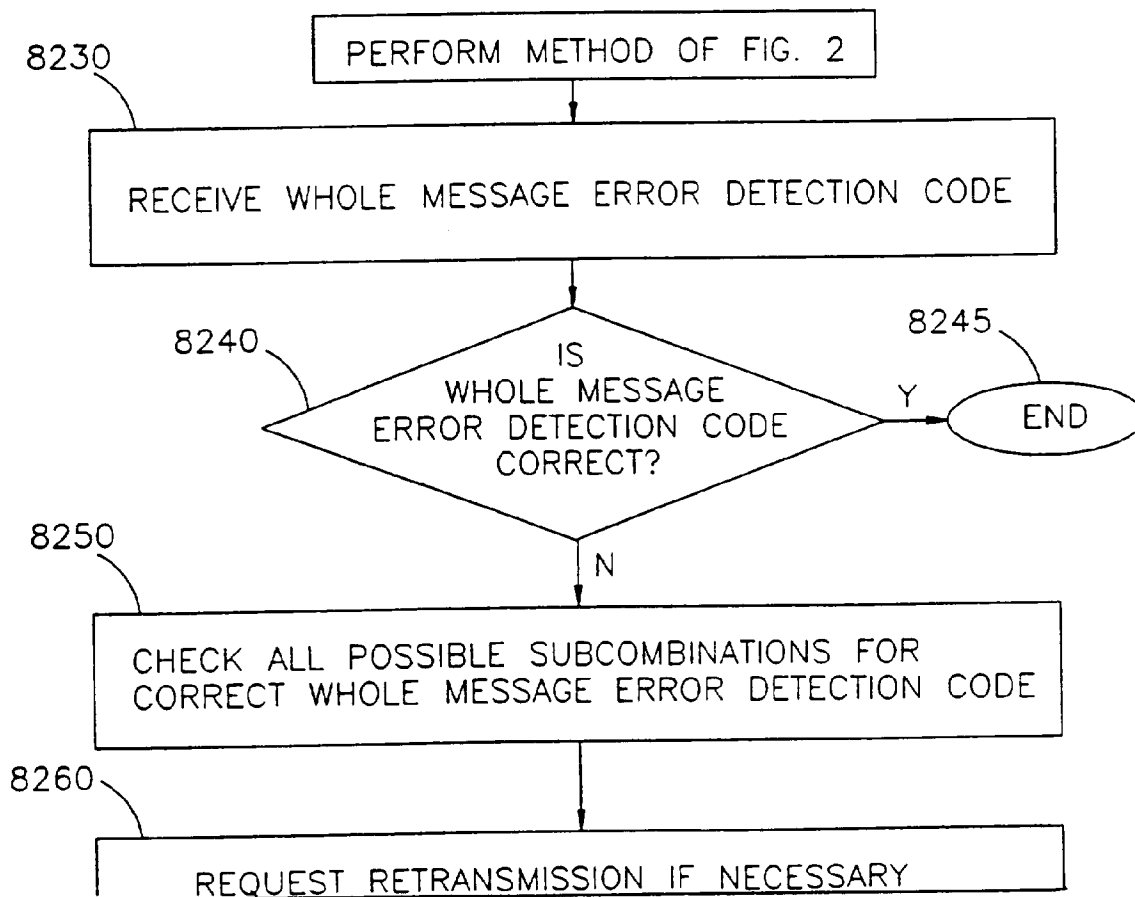 PERFORM METHOD OF FIG. 2
8230
RECEIVE WHOLE MESSAGE ERROR DETECTION CODE
8240
IS
WHOLE MESSAGE
ERROR DETECTION CODE
CORRECT?
Y
8245
END
N
8250
CHECK ALL POSSIBLE SUBCOMBINATIONS FOR
CORRECT WHOLE MESSAGE ERROR DETECTION CODE
8260
REQUEST RETRANSMISSION IF NECESSARY